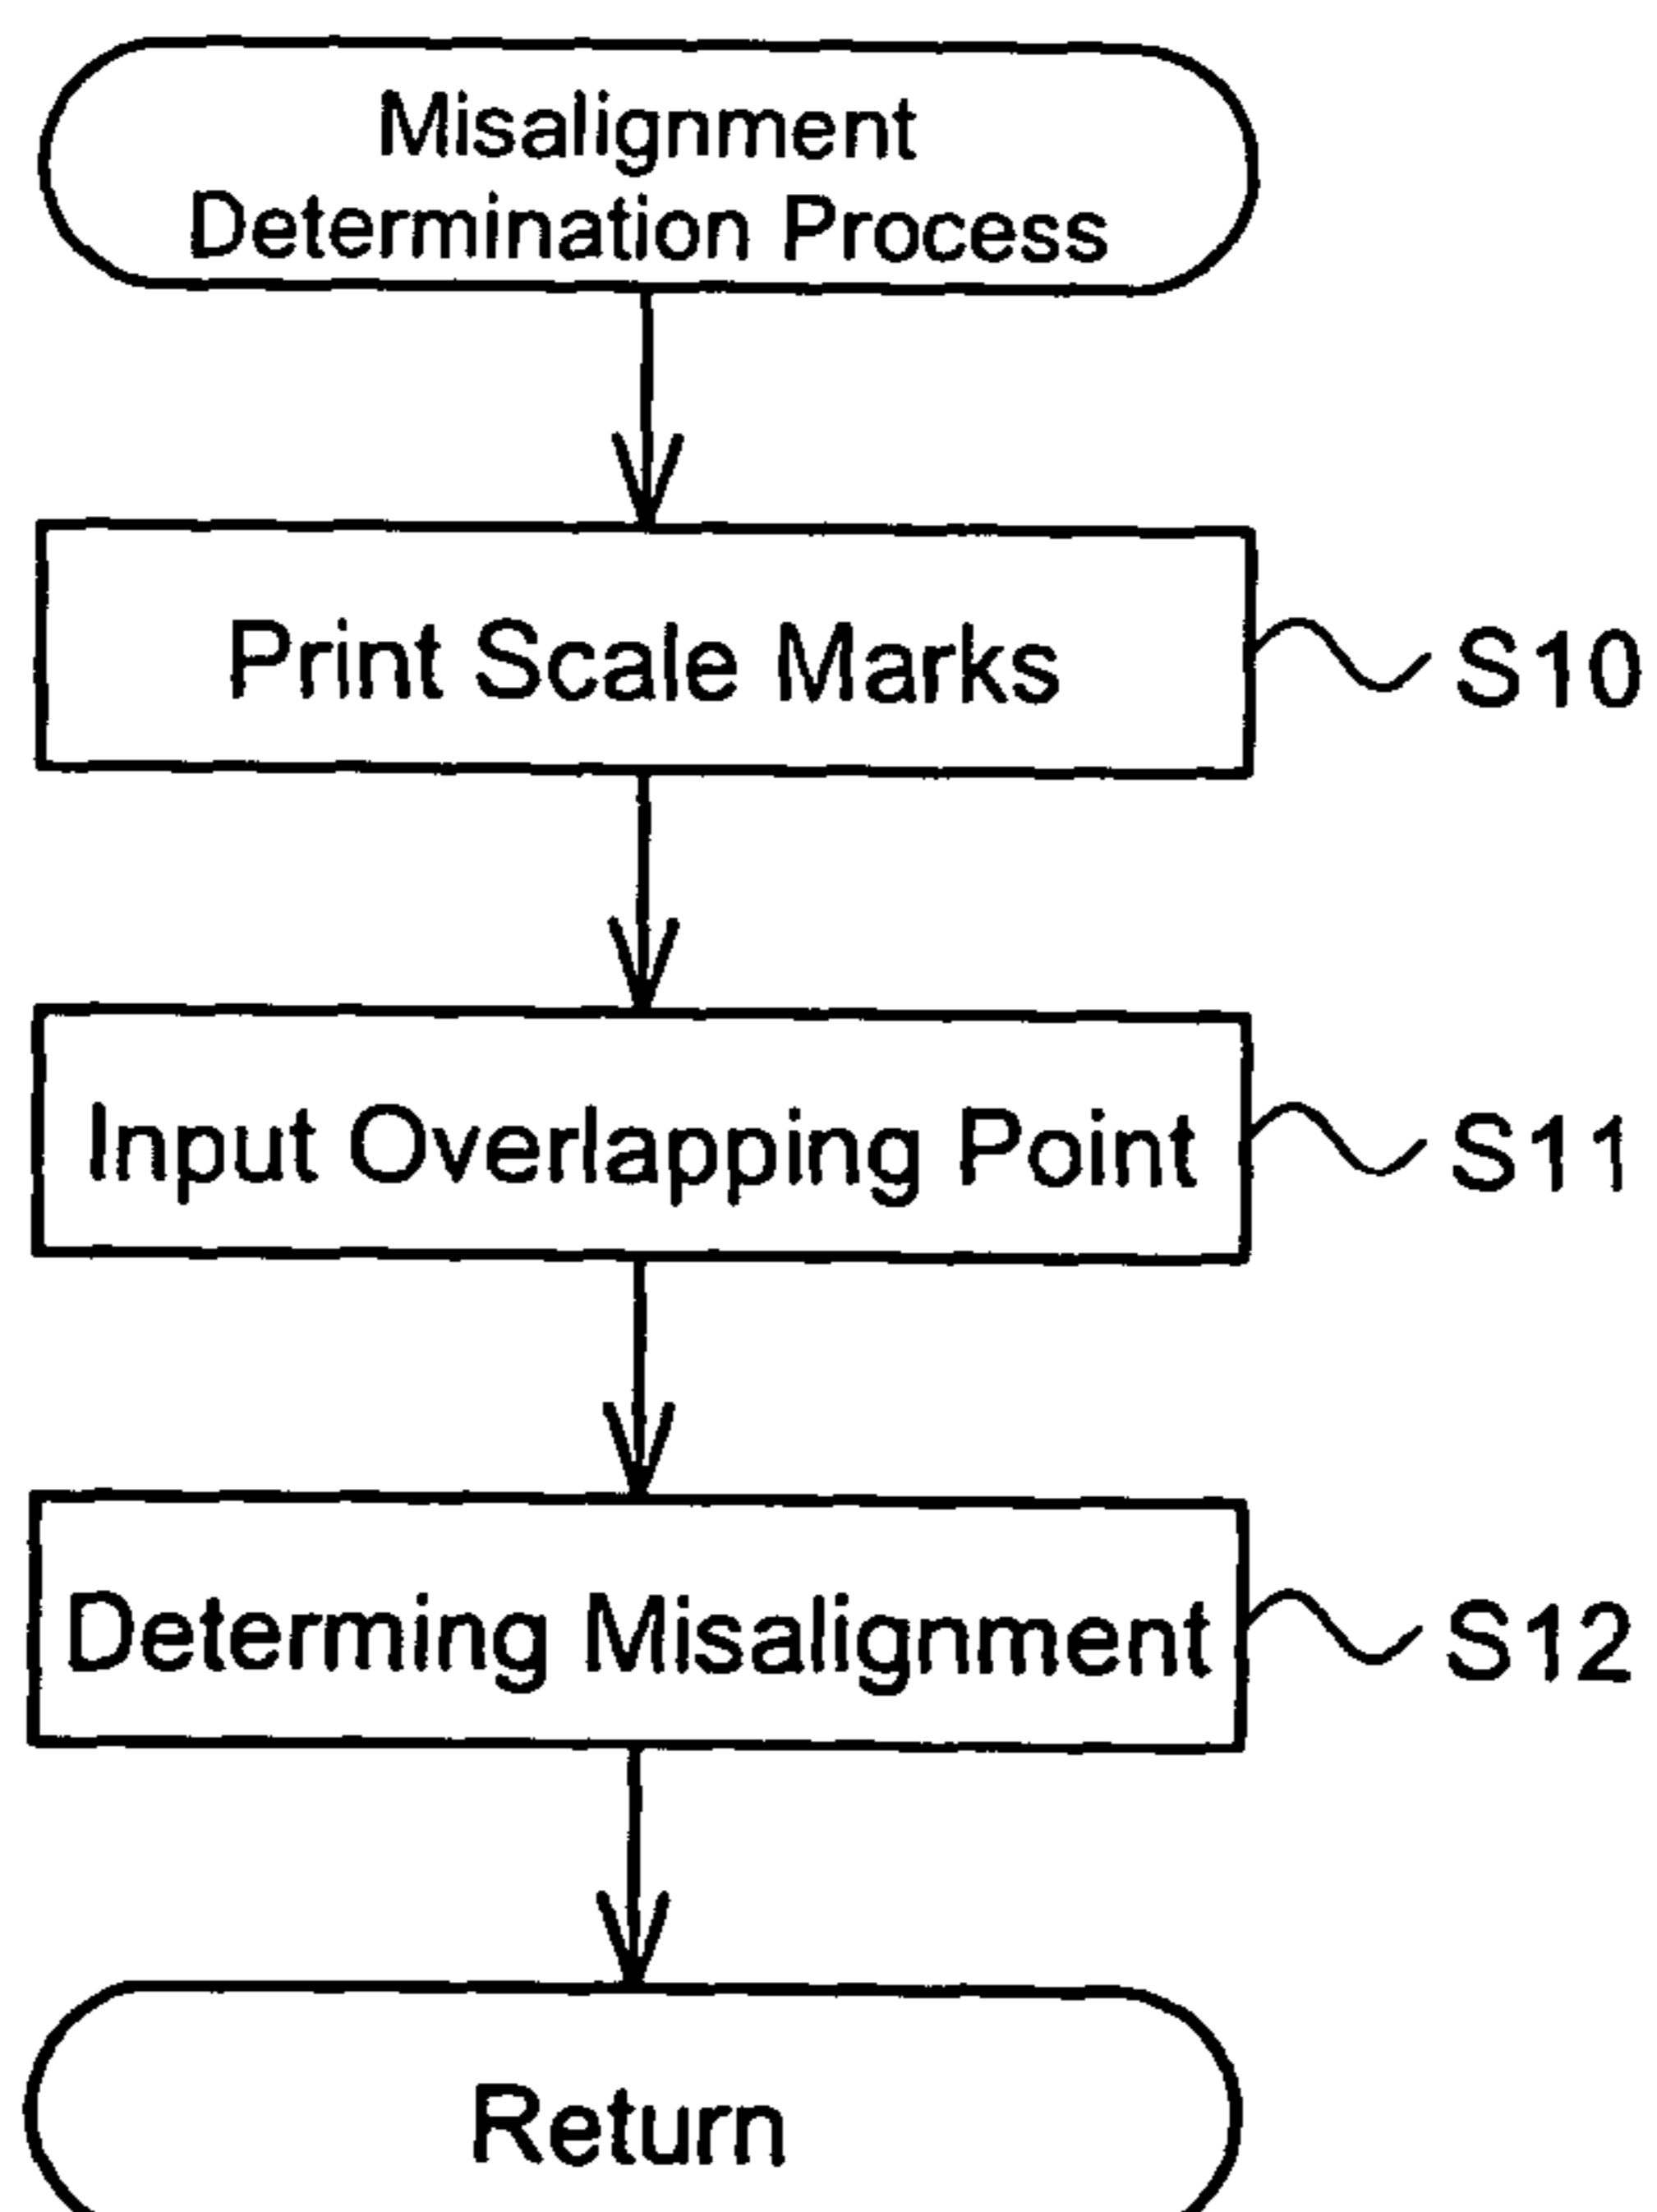 Misalignment
Determination Process
Print Scale Marks
S10
Input Overlapping Point
S11
Determing Misalignment
S12
Return